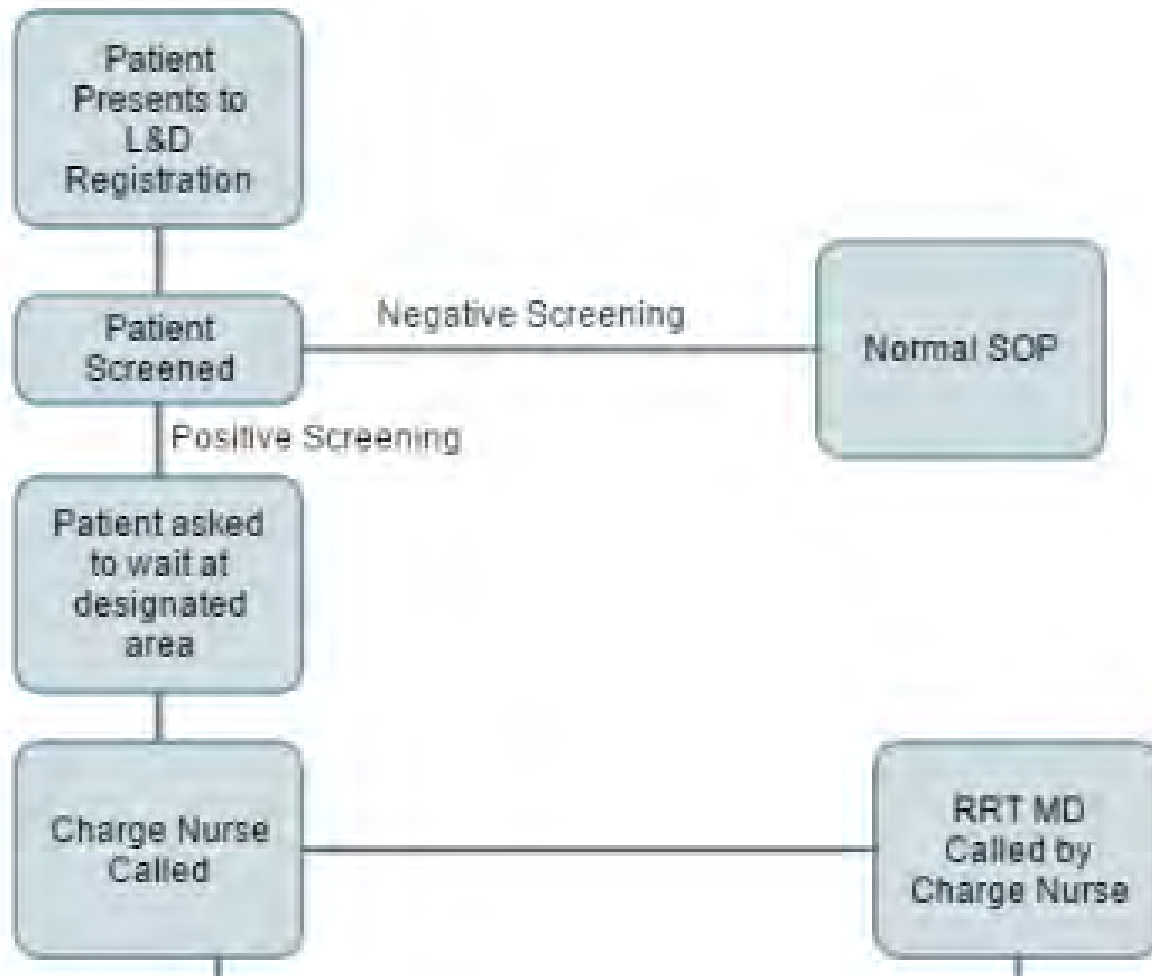 Patient
Presents to
L&D
Registration
Patient
Screened
Negative Screening
Normal SOP
Positive Screening
Patient asked
to wait at
designated
area
Charge Nurse
Called
RRT MD
Called by
Charge Nurse